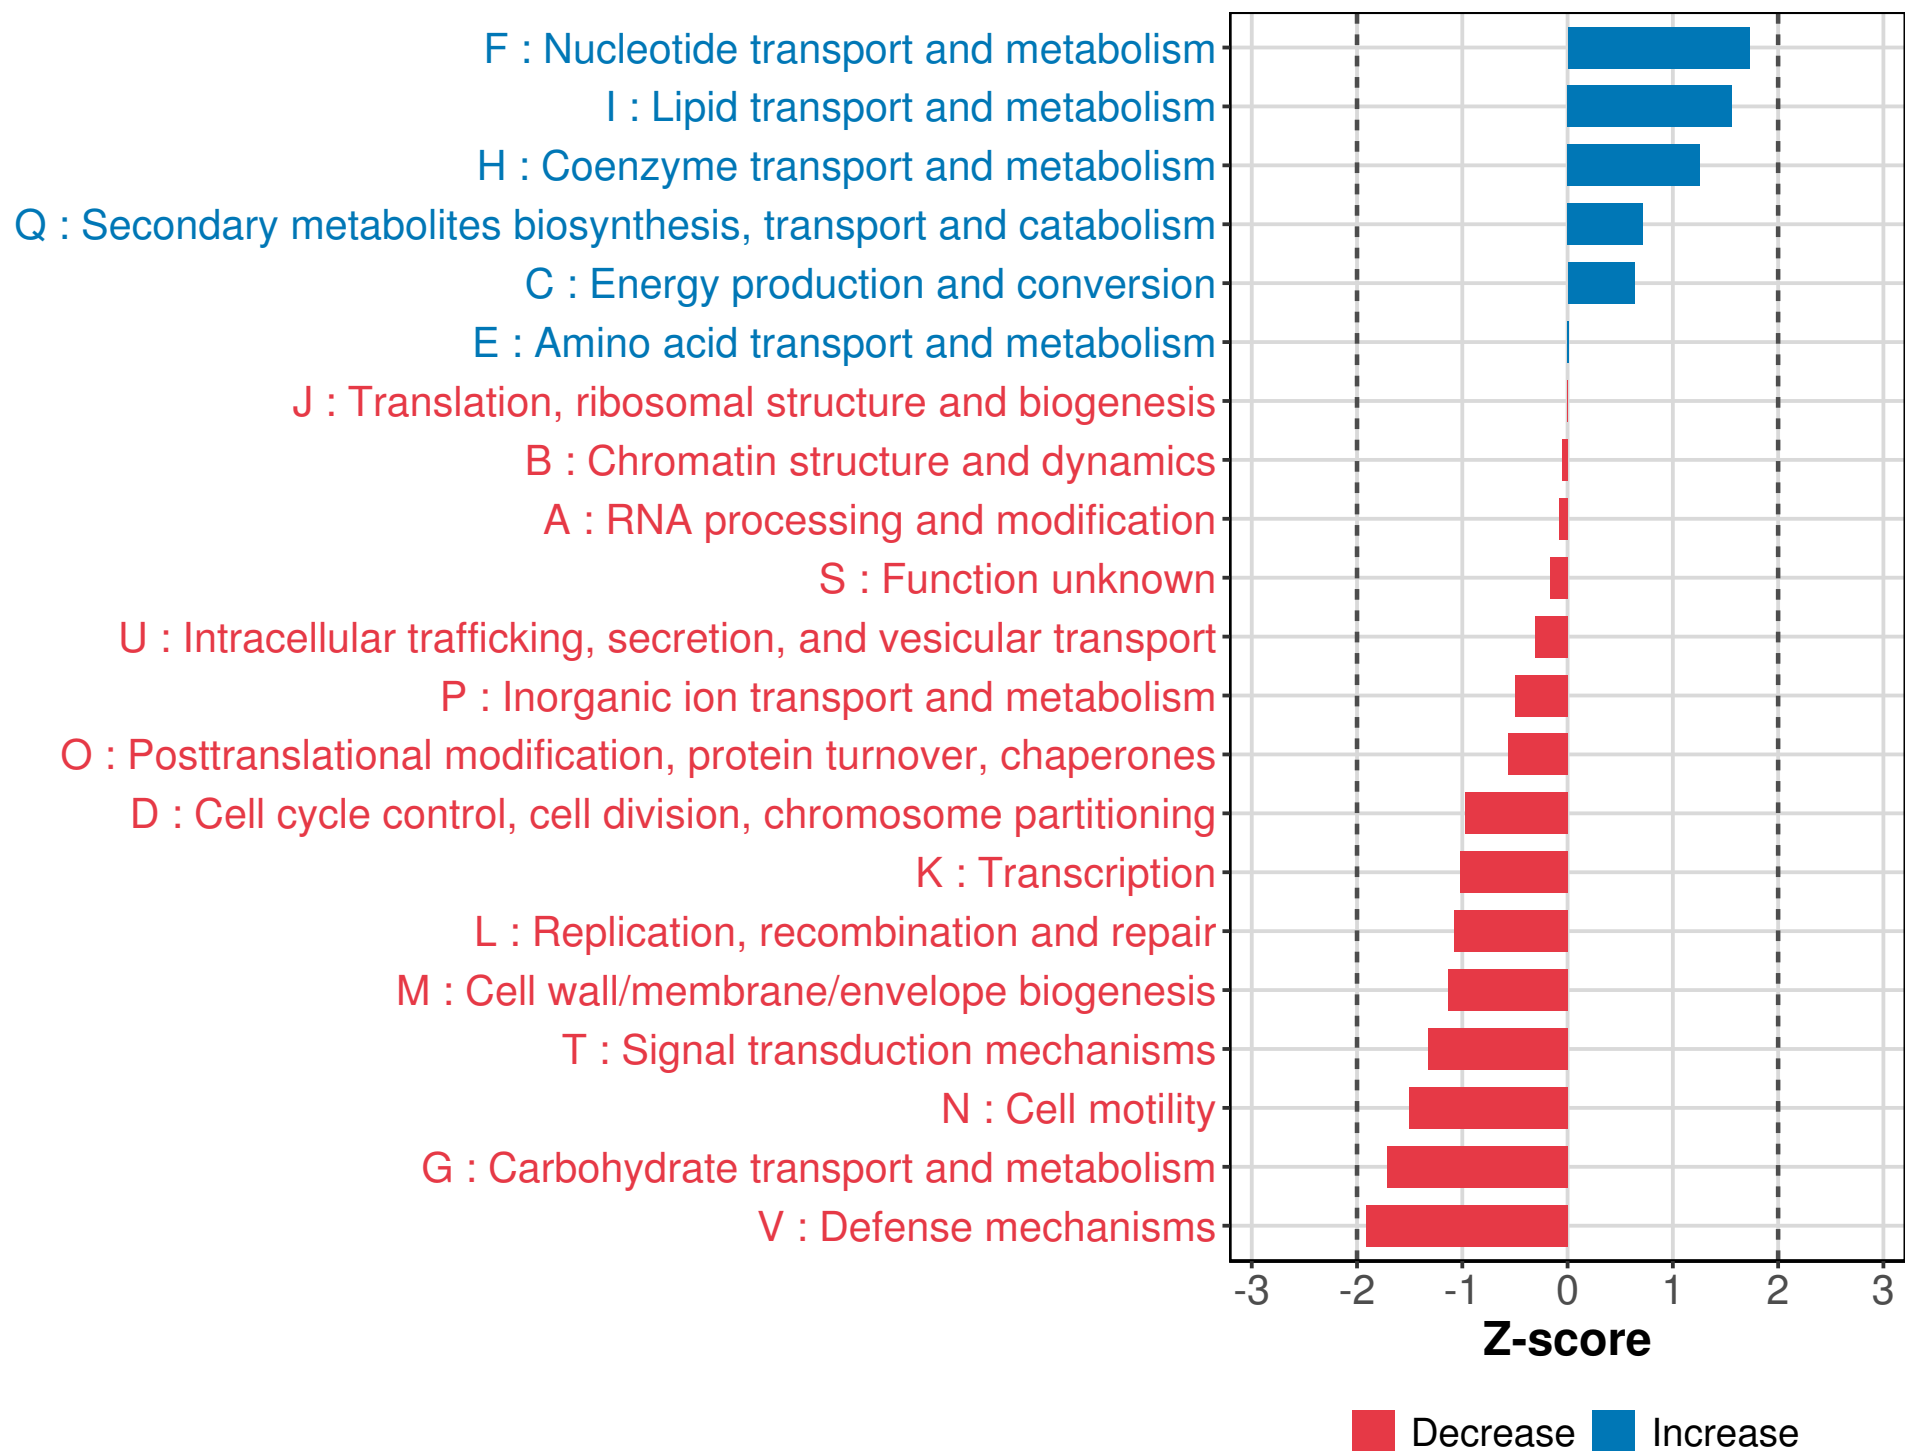 F : Nucleotide transport and metabolism
I : Lipid transport and metabolism
H : Coenzyme transport and metabolism
Q : Secondary metabolites biosynthesis, transport and catabolism
C : Energy production and conversion
E : Amino acid transport and metabolism
J : Translation, ribosomal structure and biogenesis
B : Chromatin structure and dynamics
A : RNA processing and modification
S : Function unknown
U : Intracellular trafficking, secretion, and vesicular transport
P : Inorganic ion transport and metabolism
O : Posttranslational modification, protein turnover, chaperones
D : Cell cycle control, cell division, chromosome partitioning
K : Transcription
L : Replication, recombination and repair
M : Cell wall/membrane/envelope biogenesis
T : Signal transduction mechanisms
N : Cell motility
G : Carbohydrate transport and metabolism
V : Defense mechanisms
-3 -2 -1 0 1 2 3
Z-score
Decrease Increase